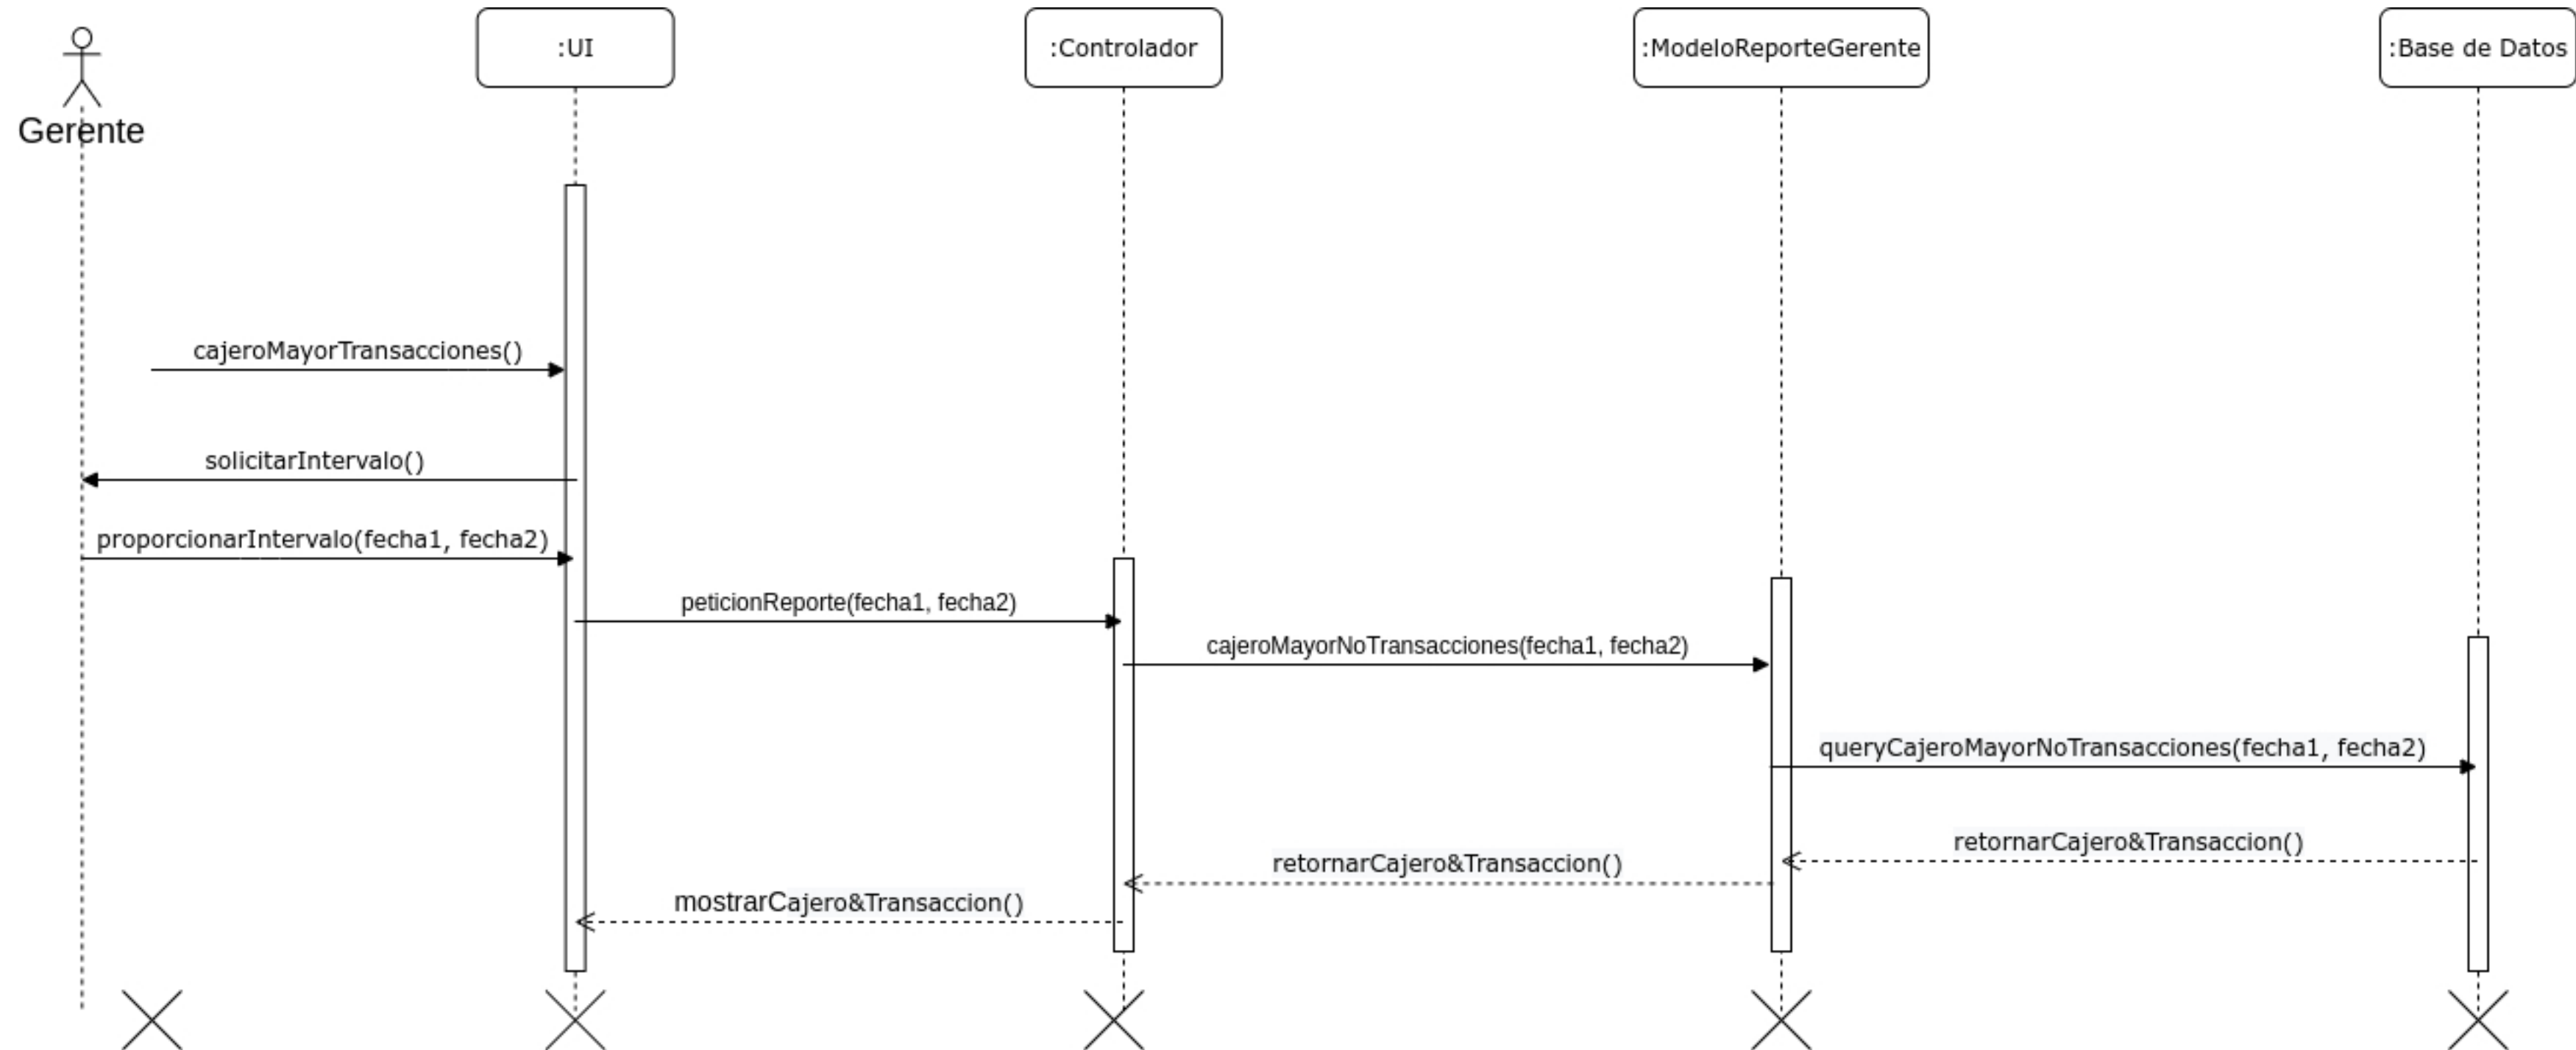 :UI
:Controlador
:ModeloReporteGerente
:Base de Datos
Gerente
cajeroMayorTransacciones()
solicitarIntervalo()
proporcionarIntervalo(fecha1, fecha2)
peticionReporte(fecha1, fecha2)
cajeroMayorNoTransacciones(fecha1, fecha2)
queryCajeroMayorNoTransacciones(fecha1, fecha2)
retornarCajero&Transaccion()
retornarCajero&Transaccion()
mostrarCajero&Transaccion()